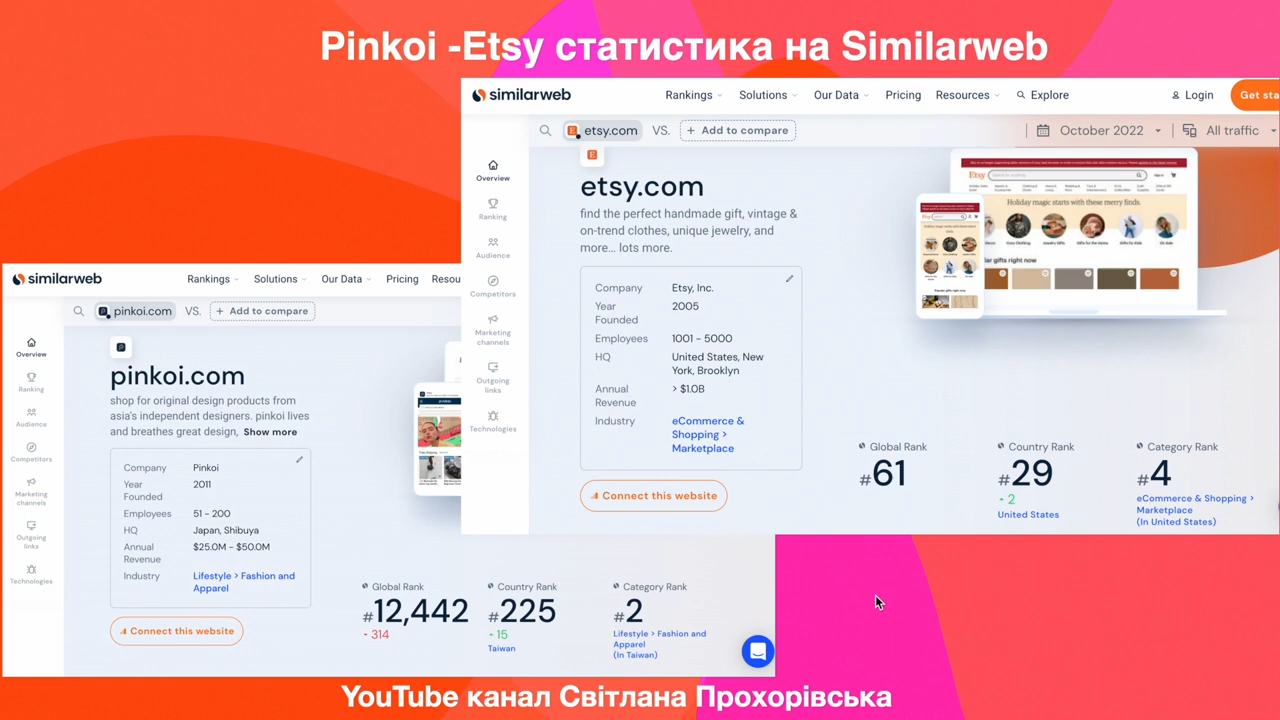 Pinkoi -Etsy статистика на Similarweb
similarweb
Rankings
Solutions
Our Data
Pricing
Resources
Explore
Login
Get sta
etsy.com
VS.
+ Add to compare
October 2022
All traffic
Overview
Ranking
Audience
Competitors
Marketing
channels
Outgoing
links
Technologies
etsy.com
find the perfect handmade gift, vintage &
on-trend clothes, unique jewelry, and
more... lots more.
Company Etsy, Inc.
Year
Founded
2005
Employees 1001 - 5000
HQ United States, New
York, Brooklyn
Annual
Revenue
> $1.0B
Industry eCommerce &
Shopping >
Marketplace
Connect this website
Etsy
Holiday magic starts with these merry finds.
Global Rank
#61
Country Rank
#29
2
United States
Category Rank
#4
eCommerce & Shopping >
Marketplace
(In United States)
similarweb
Rankings
Solutions
Our Data
Pricing
Resou
pinkoi.com
VS.
+ Add to compare
Overview
Ranking
Audience
Competitors
Marketing
channels
Outgoing
links
Technologies
pinkoi.com
shop for original design products from
asia's independent designers. pinkoi lives
and breathes great design, Show more
Company Pinkoi
Year
Founded
2011
Employees 51 - 200
HQ Japan, Shibuya
Annual
Revenue
$25.0M - $50.0M
Industry Lifestyle > Fashion and
Apparel
Connect this website
Global Rank
#12,442
314
Country Rank
#225
15
Taiwan
Category Rank
#2
Lifestyle > Fashion and
Apparel
(In Taiwan)
YouTube канал Світлана Прохорівська